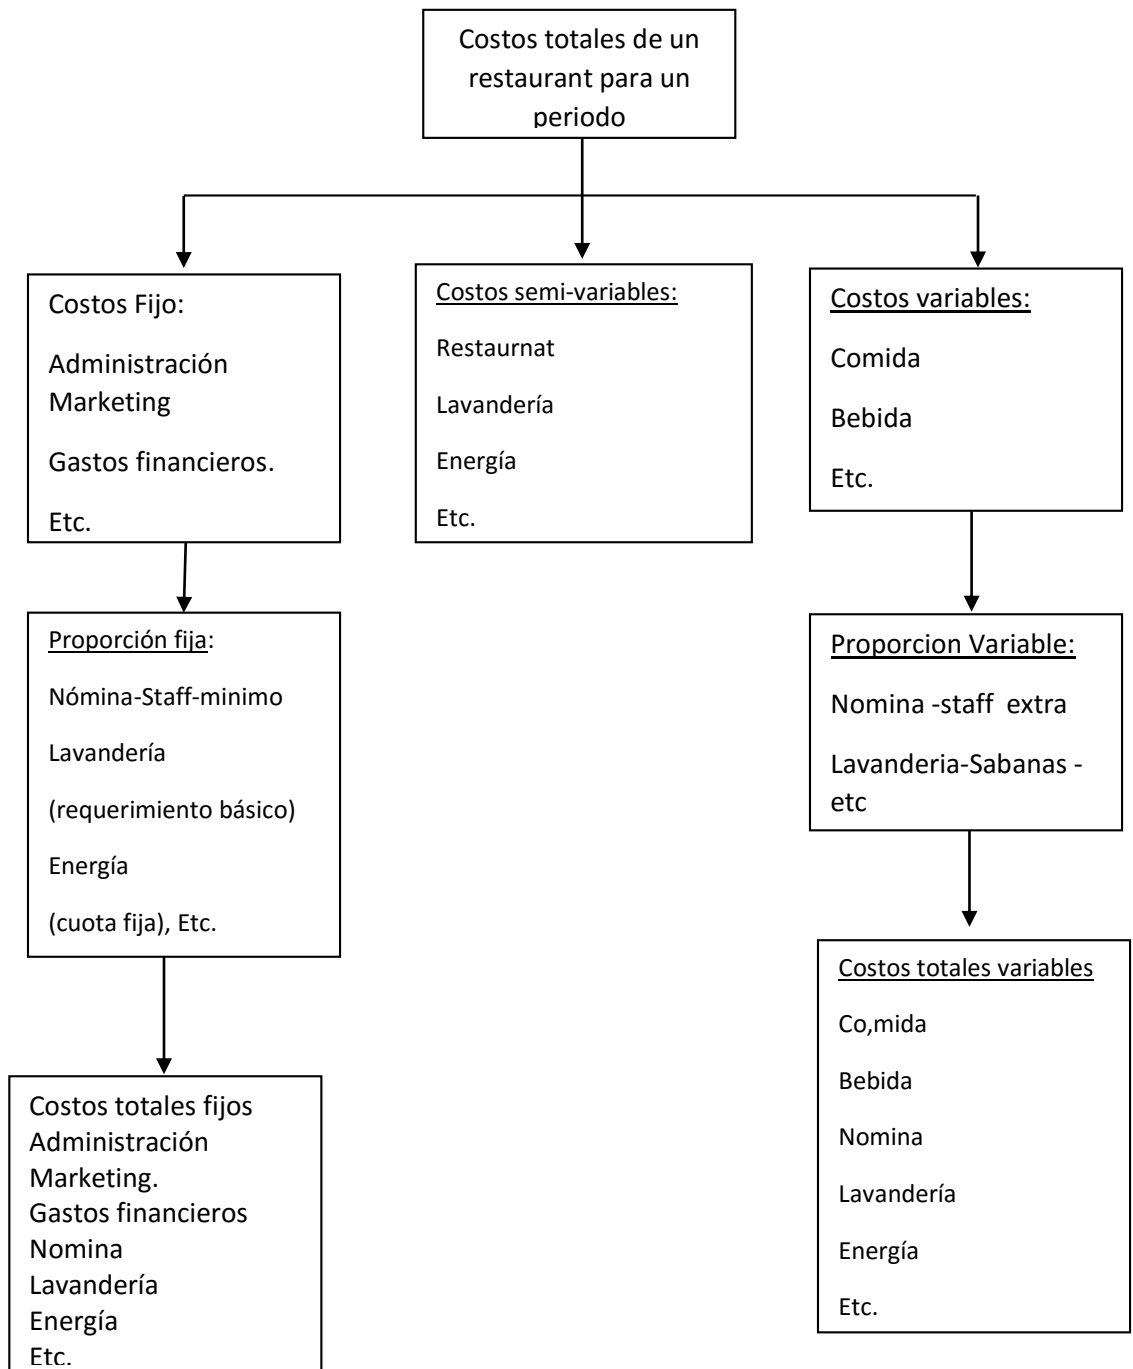 Costos totales de un
restaurant para un
periodo
Costos Fijo:
Administración
Marketing
Gastos financieros.
Etc.
Costos semi-variables:
Restaurnat
Lavandería
Energía
Etc.
Costos variables:
Comida
Bebida
Etc.
Proporción fija:
Nómina-Staff-minimo
Lavandería
(requerimiento básico)
Energía
(cuota fija), Etc.
Proporcion Variable:
Nomina -staff  extra
Lavanderia-Sabanas -
etc
Costos totales fijos
Administración
Marketing.
Gastos financieros
Nomina
Lavandería
Energía
Etc.
Costos totales variables
Co,mida
Bebida
Nomina
Lavandería
Energía
Etc.